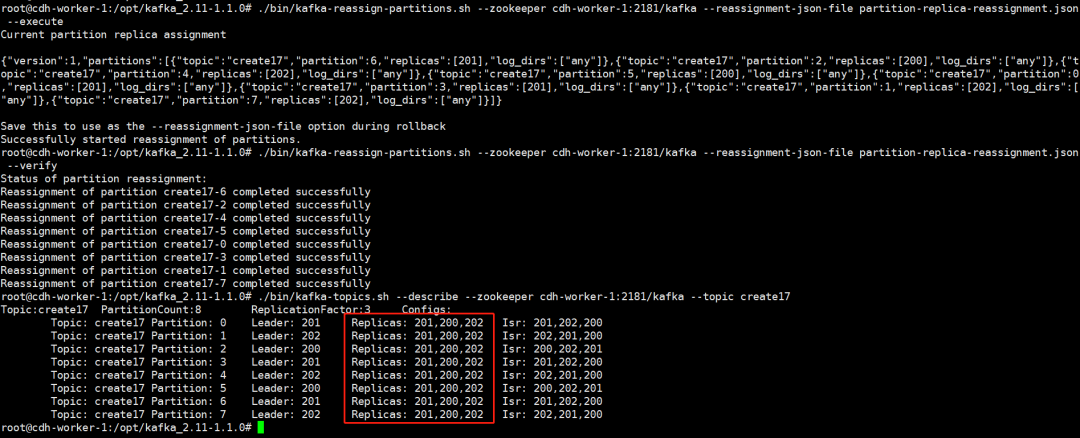 root@cdh-worker-1:/opt/kafka_2.11-1.1.0# ./bin/kafka-reassign-partitions.sh --zookeeper cdh-worker-1:2181/kafka --reassignment-json-file partition-replica-reassignment.json
 --execute
Current partition replica assignment
{"version":1,"partitions":[{"topic":"create17","partition":6,"replicas":[201],"log_dirs":["any"]},{"topic":"create17","partition":2,"replicas":[200],"log_dirs":["any"]},{"t
opic":"create17","partition":4,"replicas":[202],"log_dirs":["any"]},{"topic":"create17","partition":5,"replicas":[200],"log_dirs":["any"]},{"topic":"create17","partition":0
,"replicas":[201],"log_dirs":["any"]},{"topic":"create17","partition":3,"replicas":[201],"log_dirs":["any"]},{"topic":"create17","partition":1,"replicas":[202],"log_dirs":[
"any"]},{"topic":"create17","partition":7,"replicas":[202],"log_dirs":["any"]}]}
Save this to use as the --reassignment-json-file option during rollback
Successfully started reassignment of partitions.
root@cdh-worker-1:/opt/kafka_2.11-1.1.0# ./bin/kafka-reassign-partitions.sh --zookeeper cdh-worker-1:2181/kafka --reassignment-json-file partition-replica-reassignment.json
 --verify
Status of partition reassignment:
Reassignment of partition create17-6 completed successfully
Reassignment of partition create17-2 completed successfully
Reassignment of partition create17-4 completed successfully
Reassignment of partition create17-5 completed successfully
Reassignment of partition create17-0 completed successfully
Reassignment of partition create17-3 completed successfully
Reassignment of partition create17-1 completed successfully
Reassignment of partition create17-7 completed successfully
root@cdh-worker-1:/opt/kafka_2.11-1.1.0# ./bin/kafka-topics.sh --describe --zookeeper cdh-worker-1:2181/kafka --topic create17
Topic:create17 PartitionCount:8 ReplicationFactor:3 Configs:
Topic: create17 Partition: 0 Leader: 201 Replicas: 201,200,202 Isr: 201,202,200
Topic: create17 Partition: 1 Leader: 202 Replicas: 201,200,202 Isr: 202,201,200
Topic: create17 Partition: 2 Leader: 200 Replicas: 201,200,202 Isr: 200,202,201
Topic: create17 Partition: 3 Leader: 201 Replicas: 201,200,202 Isr: 201,202,200
Topic: create17 Partition: 4 Leader: 202 Replicas: 201,200,202 Isr: 202,201,200
Topic: create17 Partition: 5 Leader: 200 Replicas: 201,200,202 Isr: 200,202,201
Topic: create17 Partition: 6 Leader: 201 Replicas: 201,200,202 Isr: 201,202,200
Topic: create17 Partition: 7 Leader: 202 Replicas: 201,200,202 Isr: 202,201,200
root@cdh-worker-1:/opt/kafka_2.11-1.1.0#